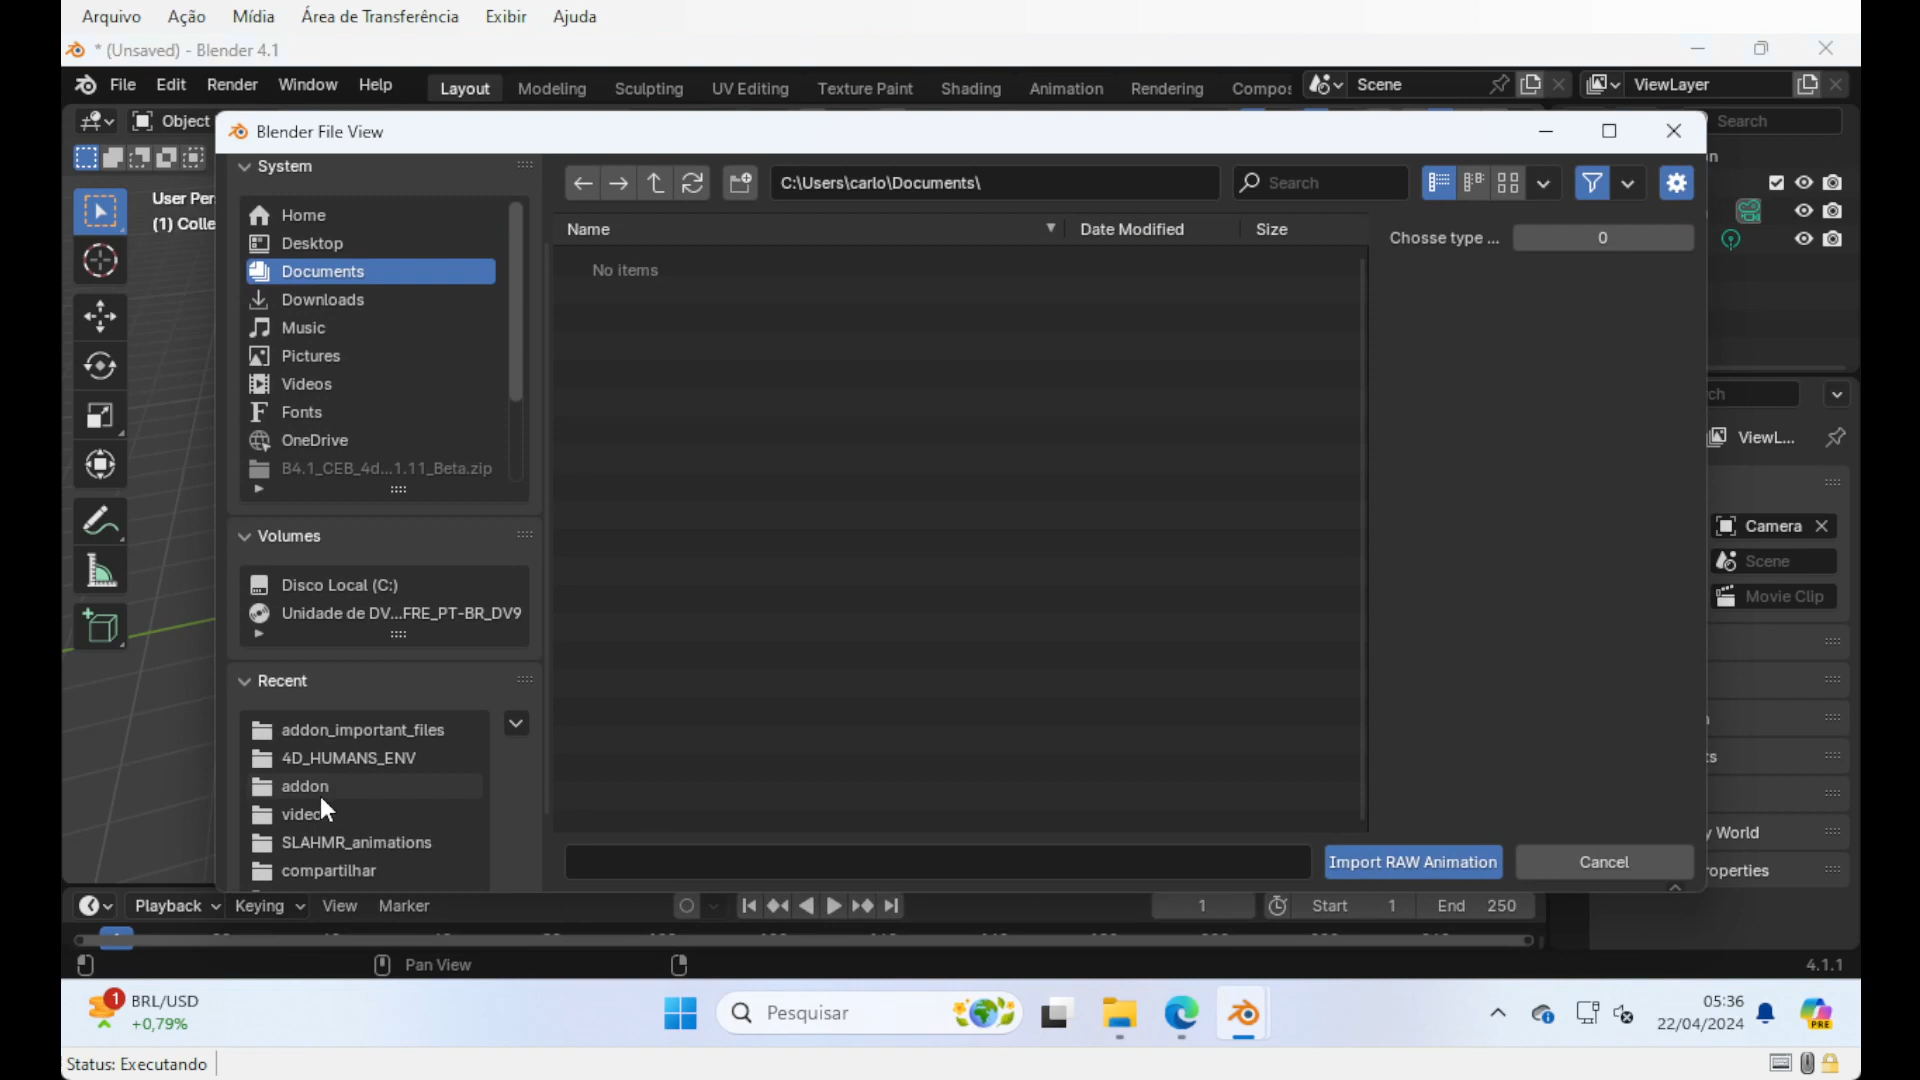 Arquivo Ação Mídia Área de Transferência Exibir Ajuda
* (Unsaved) - Blender 4.1
File Edit Render Window Help Layout Modeling Sculpting UV Editing Texture Paint Shading Animation Rendering Compos Scene ViewLayer
Object Blender File View Search
System
User Per
(1) Colle
C:\Users\carlo\Documents\ Search
Home
Desktop
Documents
Downloads
Music
Pictures
Videos
Fonts
OneDrive
B4.1_CEB_4d...1.11_Beta.zip
Name Date Modified Size
No items
Chosse type ... 0
Volumes
Disco Local (C:)
Unidade de DV...FRE_PT-BR_DV9
Recent
addon_important_files
4D_HUMANS_ENV
addon
video
SLAHMR_animations
compartilhar
Import RAW Animation Cancel
ViewL...
Camera
Scene
Movie Clip
World
operties
Playback Keying View Marker 1 Start 1 End 250
Pan View 4.1.1
1 BRL/USD
+0,79%
Pesquisar
05:36
22/04/2024
PRE
Status: Executando